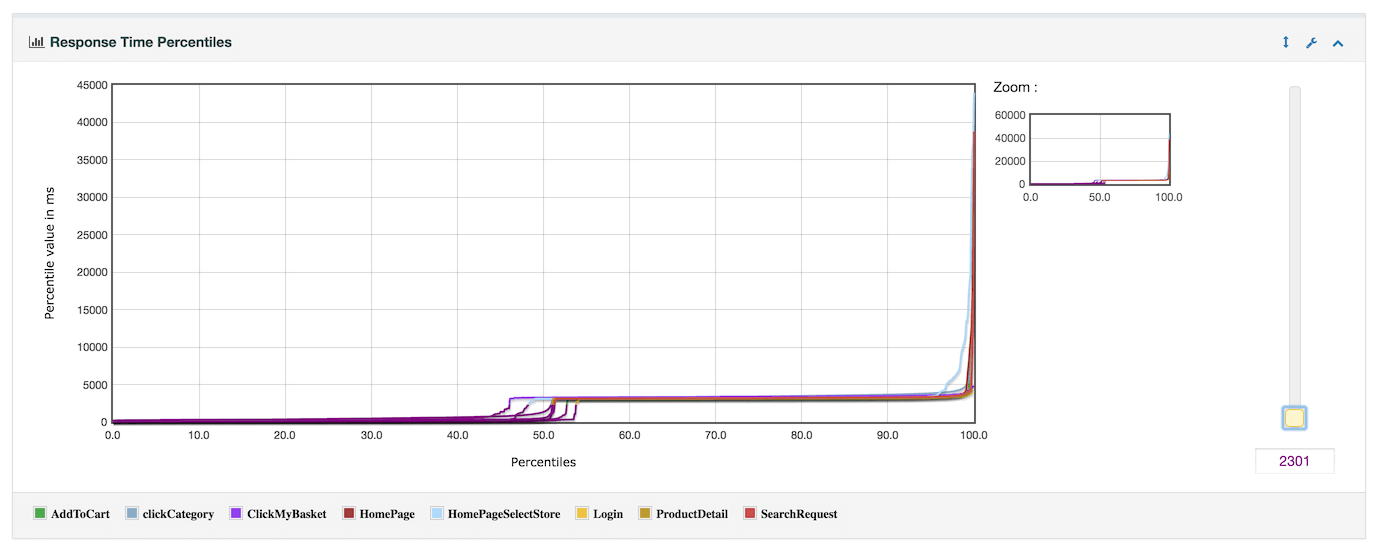 Response Time Percentiles
45000
40000
35000
30000
25000
20000
15000
10000
5000
0
Percentile value in ms
0.0 10.0 20.0 30.0 40.0 50.0 60.0 70.0 80.0 90.0 100.0
Percentiles
Zoom :
60000
40000
20000
0
0.0 50.0 100.0
2301
AddToCart clickCategory ClickMyBasket HomePage HomePageSelectStore Login ProductDetail SearchRequest